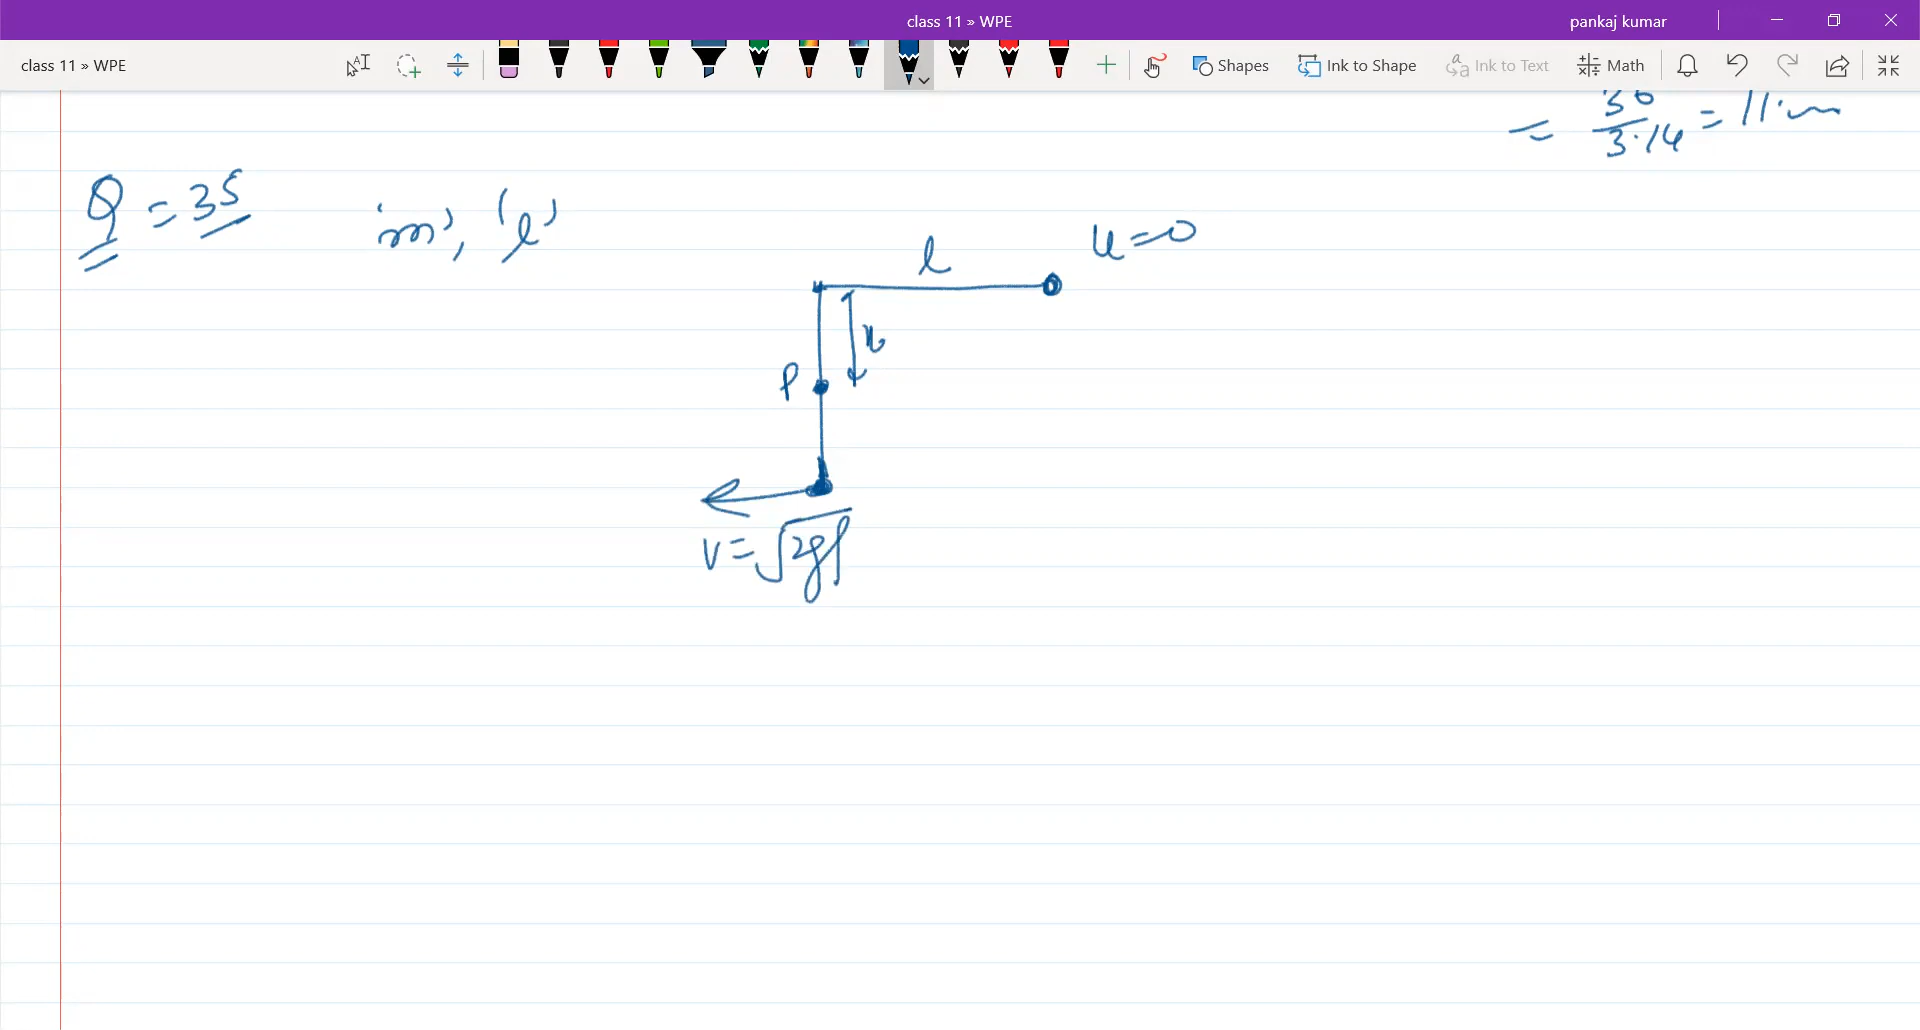 class 11 » WPE
pankaj kumar
class 11 » WPE
Shapes
Ink to Shape
Ink to Text
Math
= 36/3.14 = 11.
Q = 35
'm', 'l'
l
u=0
P
v = √2gl